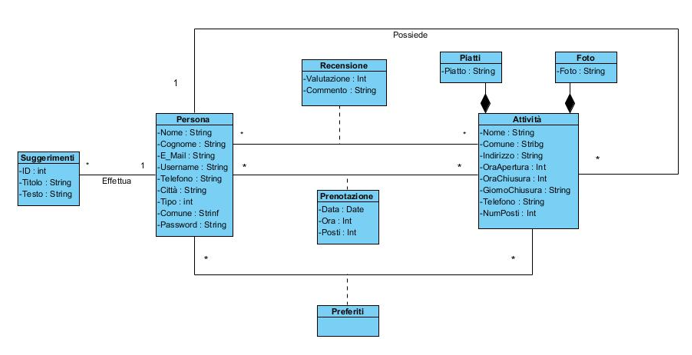 Possiede
Recensione
-Valutazione : Int
-Commento : String
Piatti
-Piatto : String
Foto
-Foto : String
1
Persona
-Nome : String
-Cognome : String
-E_Mail : String
-Username : String
-Telefono : String
-Città : String
-Tipo : int
-Comune : Strinf
-Password : String
*
*
Attività
-Nome : String
-Comune : Stribg
-Indirizzo : String
-OraApertura : Int
-OraChiusura : Int
-GiornoChiusura : String
-Telefono : String
-NumPosti : Int
*
Suggerimenti
-ID : int
-Titolo : String
-Testo : String
*
1
Effettua
*
*
Prenotazione
-Data : Date
-Ora : Int
-Posti : Int
*
*
Preferiti